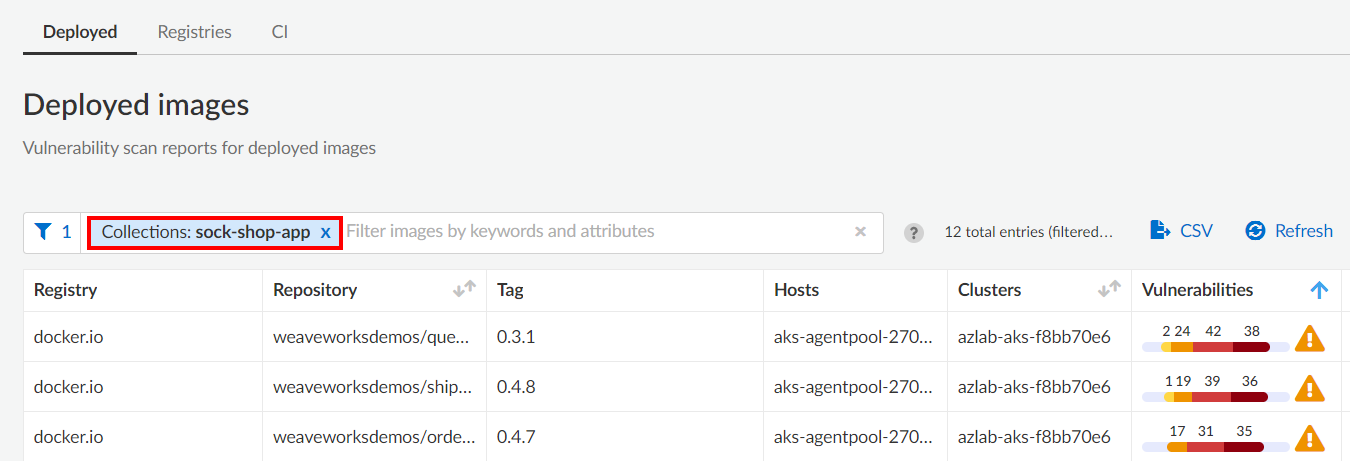 Deployed Registries CI
Deployed images
Vulnerability scan reports for deployed images
1 Collections: sock-shop-app x Filter images by keywords and attributes × ? 12 total entries (filtered... CSV Refresh
Registry Repository Tag Hosts Clusters Vulnerabilities
docker.io weaveworksdemos/que... 0.3.1 aks-agentpool-270... azlab-aks-f8bb70e6 2 24 42 38
docker.io weaveworksdemos/ship... 0.4.8 aks-agentpool-270... azlab-aks-f8bb70e6 1 19 39 36
docker.io weaveworksdemos/orde... 0.4.7 aks-agentpool-270... azlab-aks-f8bb70e6 17 31 35